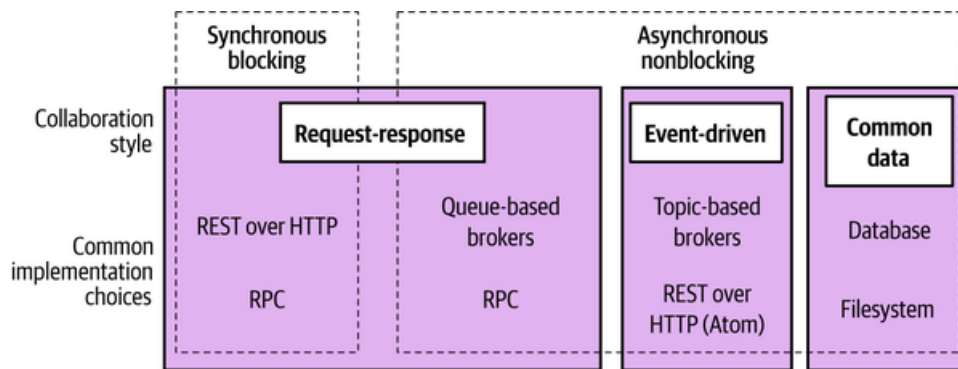 Synchronous
blocking
Asynchronous
nonblocking
Collaboration
style
Request-response
Event-driven
Common
data
Common
implementation
choices
REST over HTTP
RPC
Queue-based
brokers
RPC
Topic-based
brokers
REST over
HTTP (Atom)
Database
Filesystem